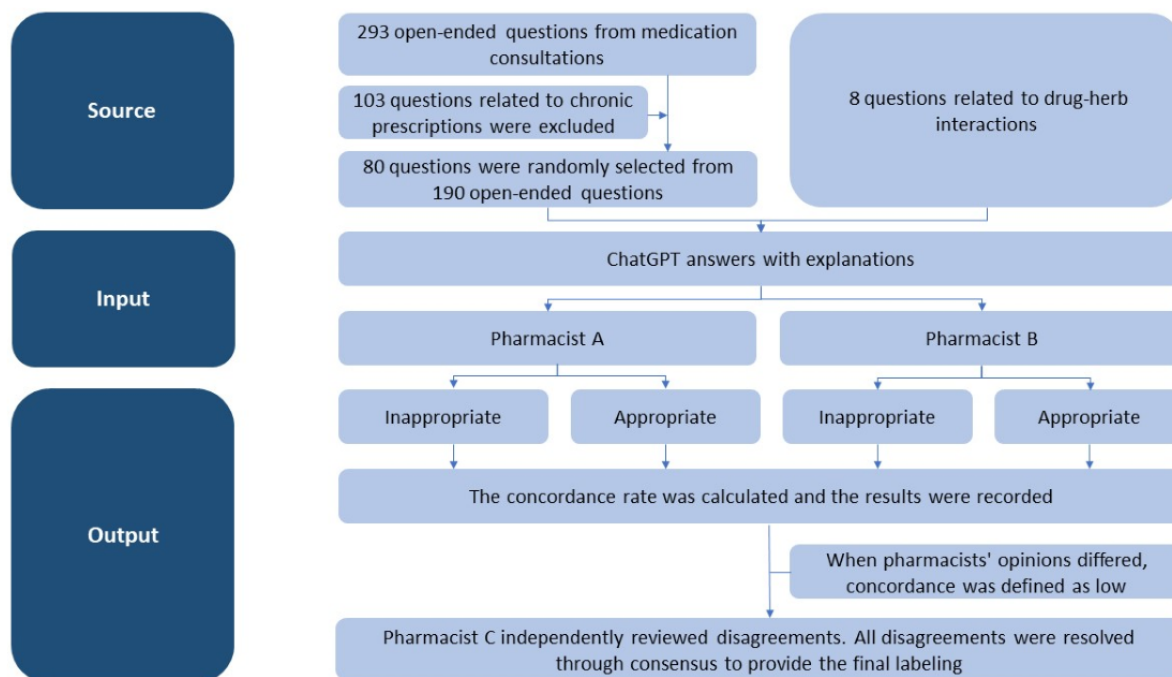 Source
293 open-ended questions from medication
consultations
103 questions related to chronic
prescriptions were excluded
80 questions were randomly selected from
190 open-ended questions
8 questions related to drug-herb
interactions
Input
ChatGPT answers with explanations
Pharmacist A
Pharmacist B
Output
Inappropriate
Appropriate
Inappropriate
Appropriate
The concordance rate was calculated and the results were recorded
When pharmacists' opinions differed,
concordance was defined as low
Pharmacist C independently reviewed disagreements. All disagreements were resolved
through consensus to provide the final labeling